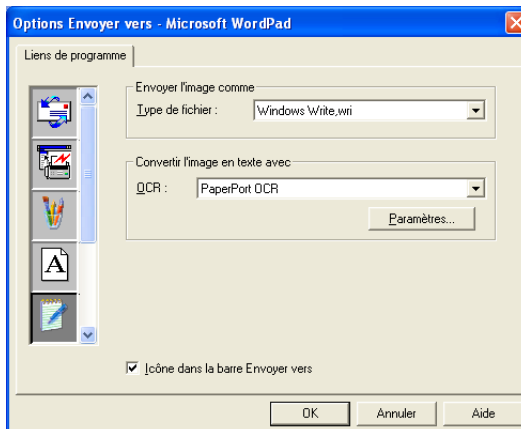 Options Envoyer vers - Microsoft WordPad
Liens de programme
Envoyer l'image comme
Type de fichier : Windows Write,wri
Convertir l'image en texte avec
OCR : PaperPort OCR
Paramètres...
A
Icône dans la barre Envoyer vers
OK Annuler Aide